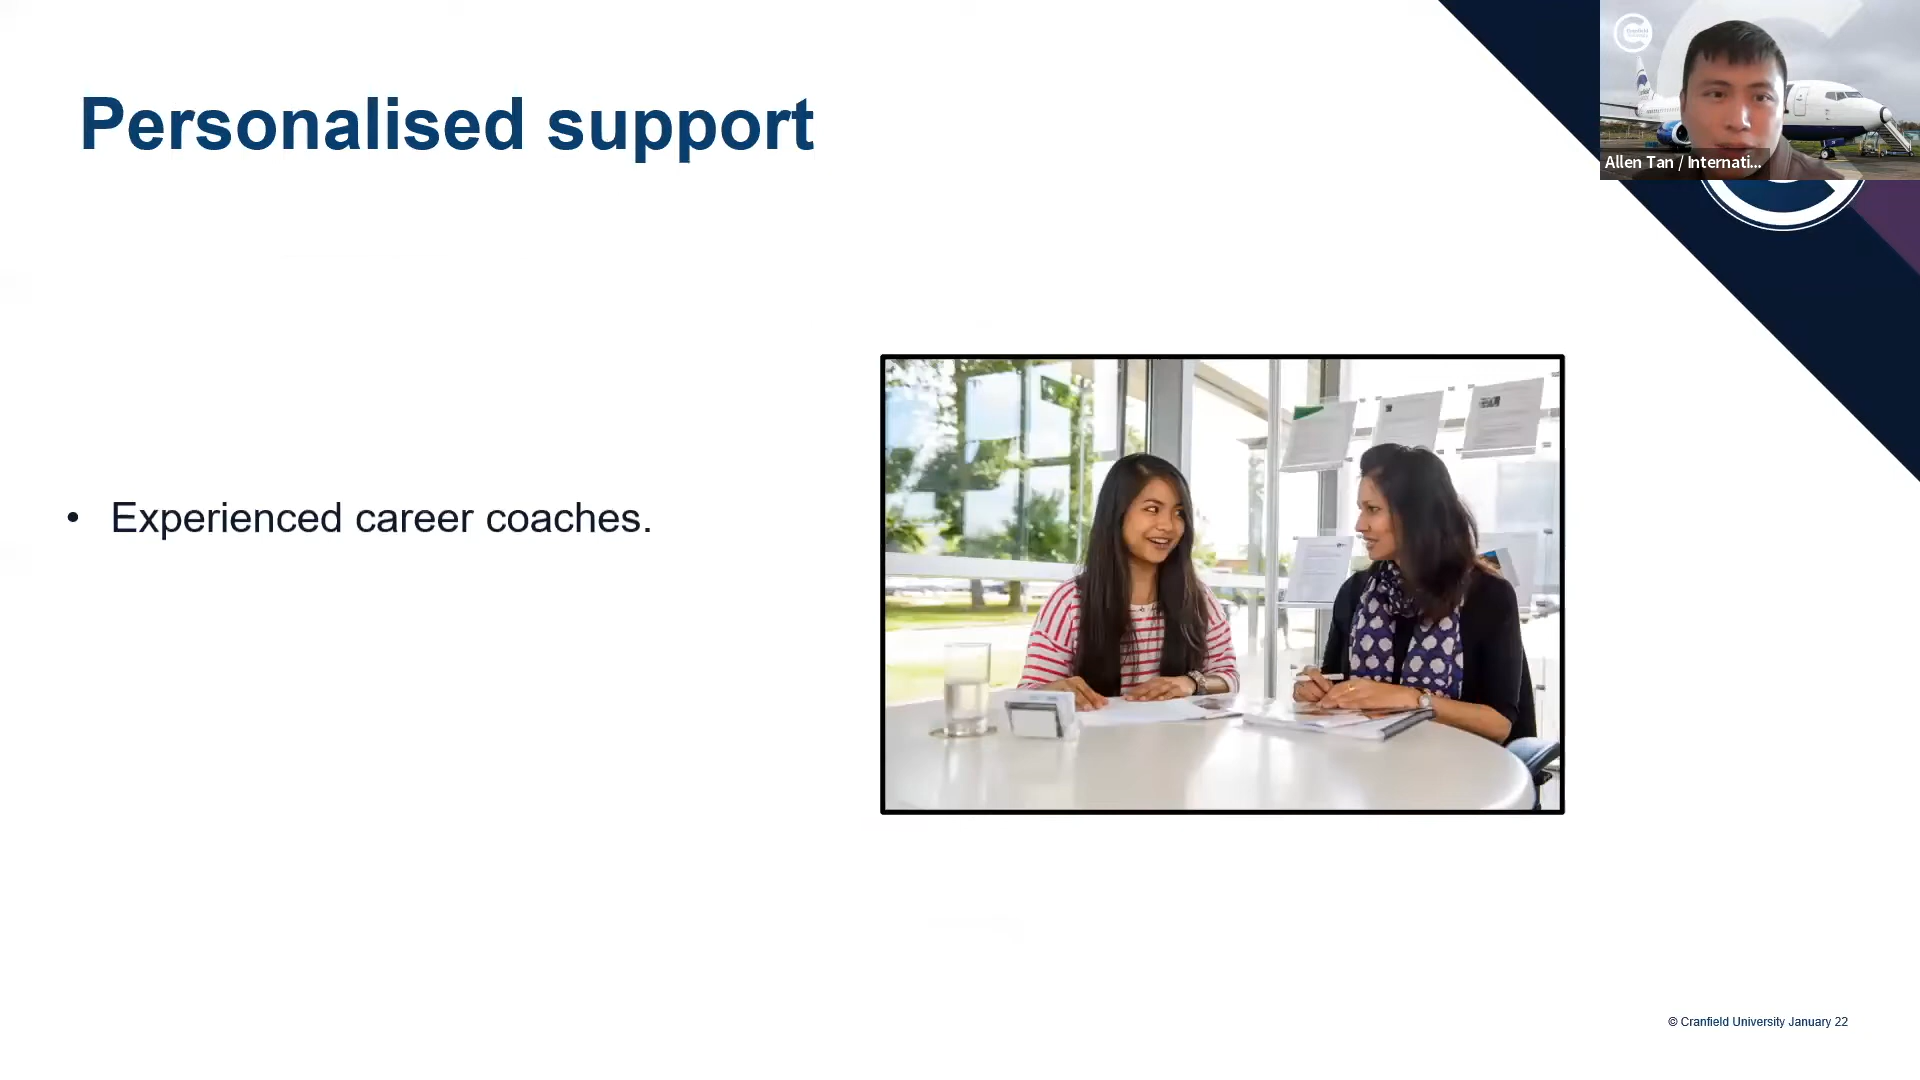 Personalised support
Allen Tan / Internati...
• Experienced career coaches.
© Cranfield University January 22